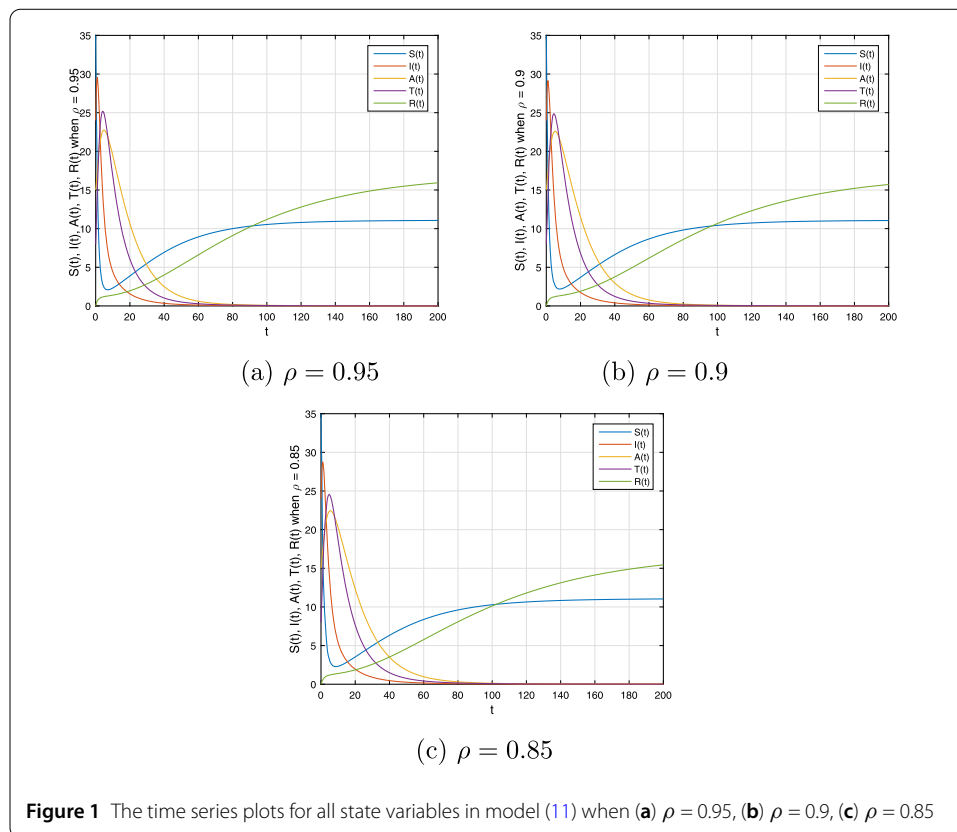 S(t), I(t), A(t), T(t), R(t) when ρ = 0.95
35
30
25
20
15
10
5
0
0 20 40 60 80 100 120 140 160 180 200
t
S(t)
I(t)
A(t)
T(t)
R(t)
(a) ρ = 0.95
S(t), I(t), A(t), T(t), R(t) when ρ = 0.9
35
30
25
20
15
10
5
0
0 20 40 60 80 100 120 140 160 180 200
t
S(t)
I(t)
A(t)
T(t)
R(t)
(b) ρ = 0.9
S(t), I(t), A(t), T(t), R(t) when ρ = 0.85
35
30
25
20
15
10
5
0
0 20 40 60 80 100 120 140 160 180 200
t
S(t)
I(t)
A(t)
T(t)
R(t)
(c) ρ = 0.85
Figure 1 The time series plots for all state variables in model (11) when (a) ρ = 0.95, (b) ρ = 0.9, (c) ρ = 0.85